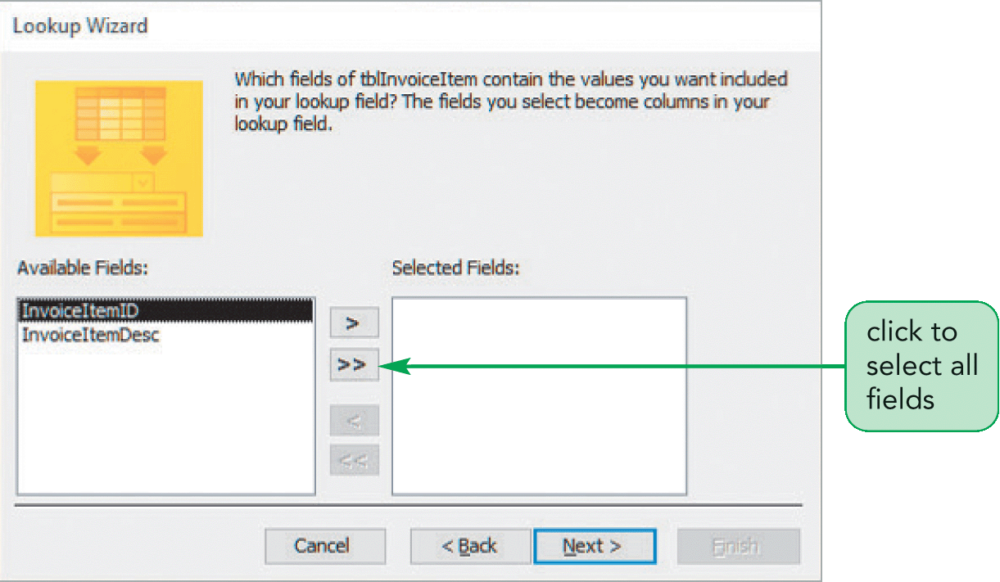 Lookup Wizard
Which fields of tblInvoiceItem contain the values you want included
in your lookup field? The fields you select become columns in your
lookup field.
Available Fields:
Selected Fields:
InvoiceItemID
InvoiceItemDesc
>
>>
<
<<
click to
select all
fields
Cancel
< Back
Next >
Finish